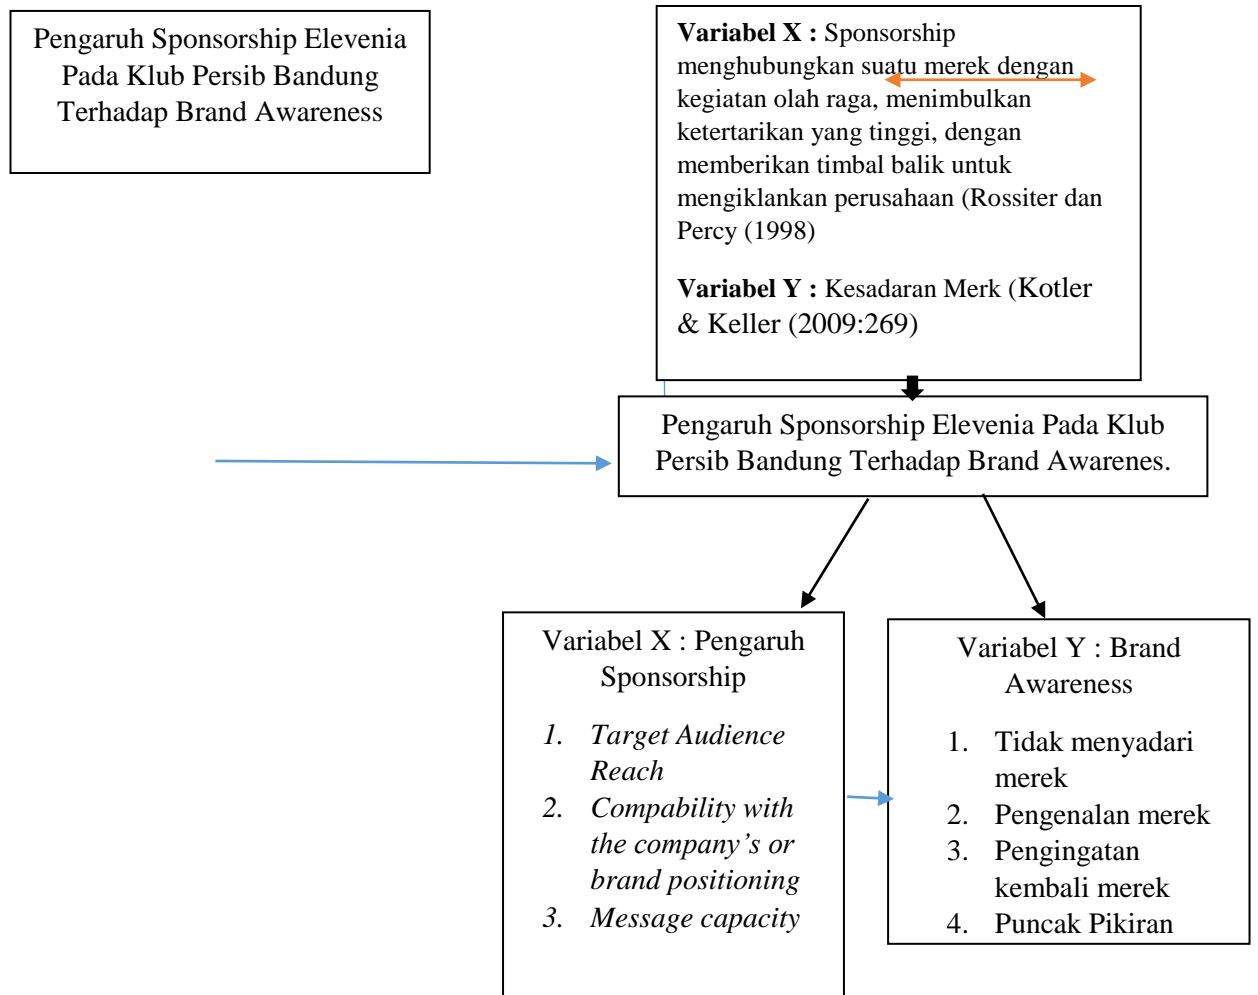 Pengaruh Sponsorship Elevenia
Pada Klub Persib Bandung
Terhadap Brand Awareness
Variabel X : Sponsorship
menghubungkan suatu merek dengan
kegiatan olah raga, menimbulkan
ketertarikan yang tinggi, dengan
memberikan timbal balik untuk
mengiklankan perusahaan (Rossiter dan
Percy (1998)
Variabel Y : Kesadaran Merk (Kotler
& Keller (2009:269)
Pengaruh Sponsorship Elevenia Pada Klub
Persib Bandung Terhadap Brand Awarenes.
Variabel X : Pengaruh
Sponsorship
1. Target Audience
Reach
2. Compability with
the company’s or
brand positioning
3. Message capacity
Variabel Y : Brand
Awareness
1. Tidak menyadari
merek
2. Pengenalan merek
3. Pengingatan
kembali merek
4. Puncak Pikiran